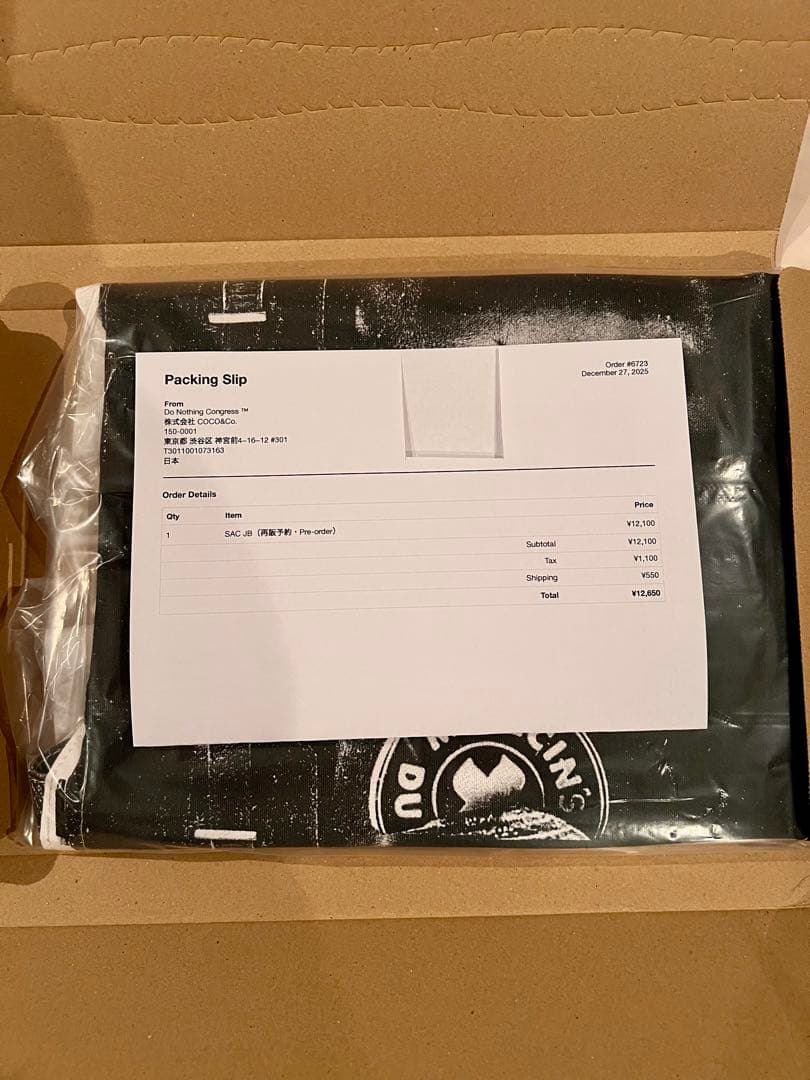 Packing Slip
Order #6723
December 27, 2025
From
Do Nothing Congress ™
株式会社 COCO&Co.
150-0001
東京都 渋谷区 神宮前4-16-12 #301
T3011001073163
日本
Order Details
Qty Item Price
1 SAC JB（再販予約・Pre-order） ¥12,100
Subtotal ¥12,100
Tax ¥1,100
Shipping ¥550
Total ¥12,650
DU